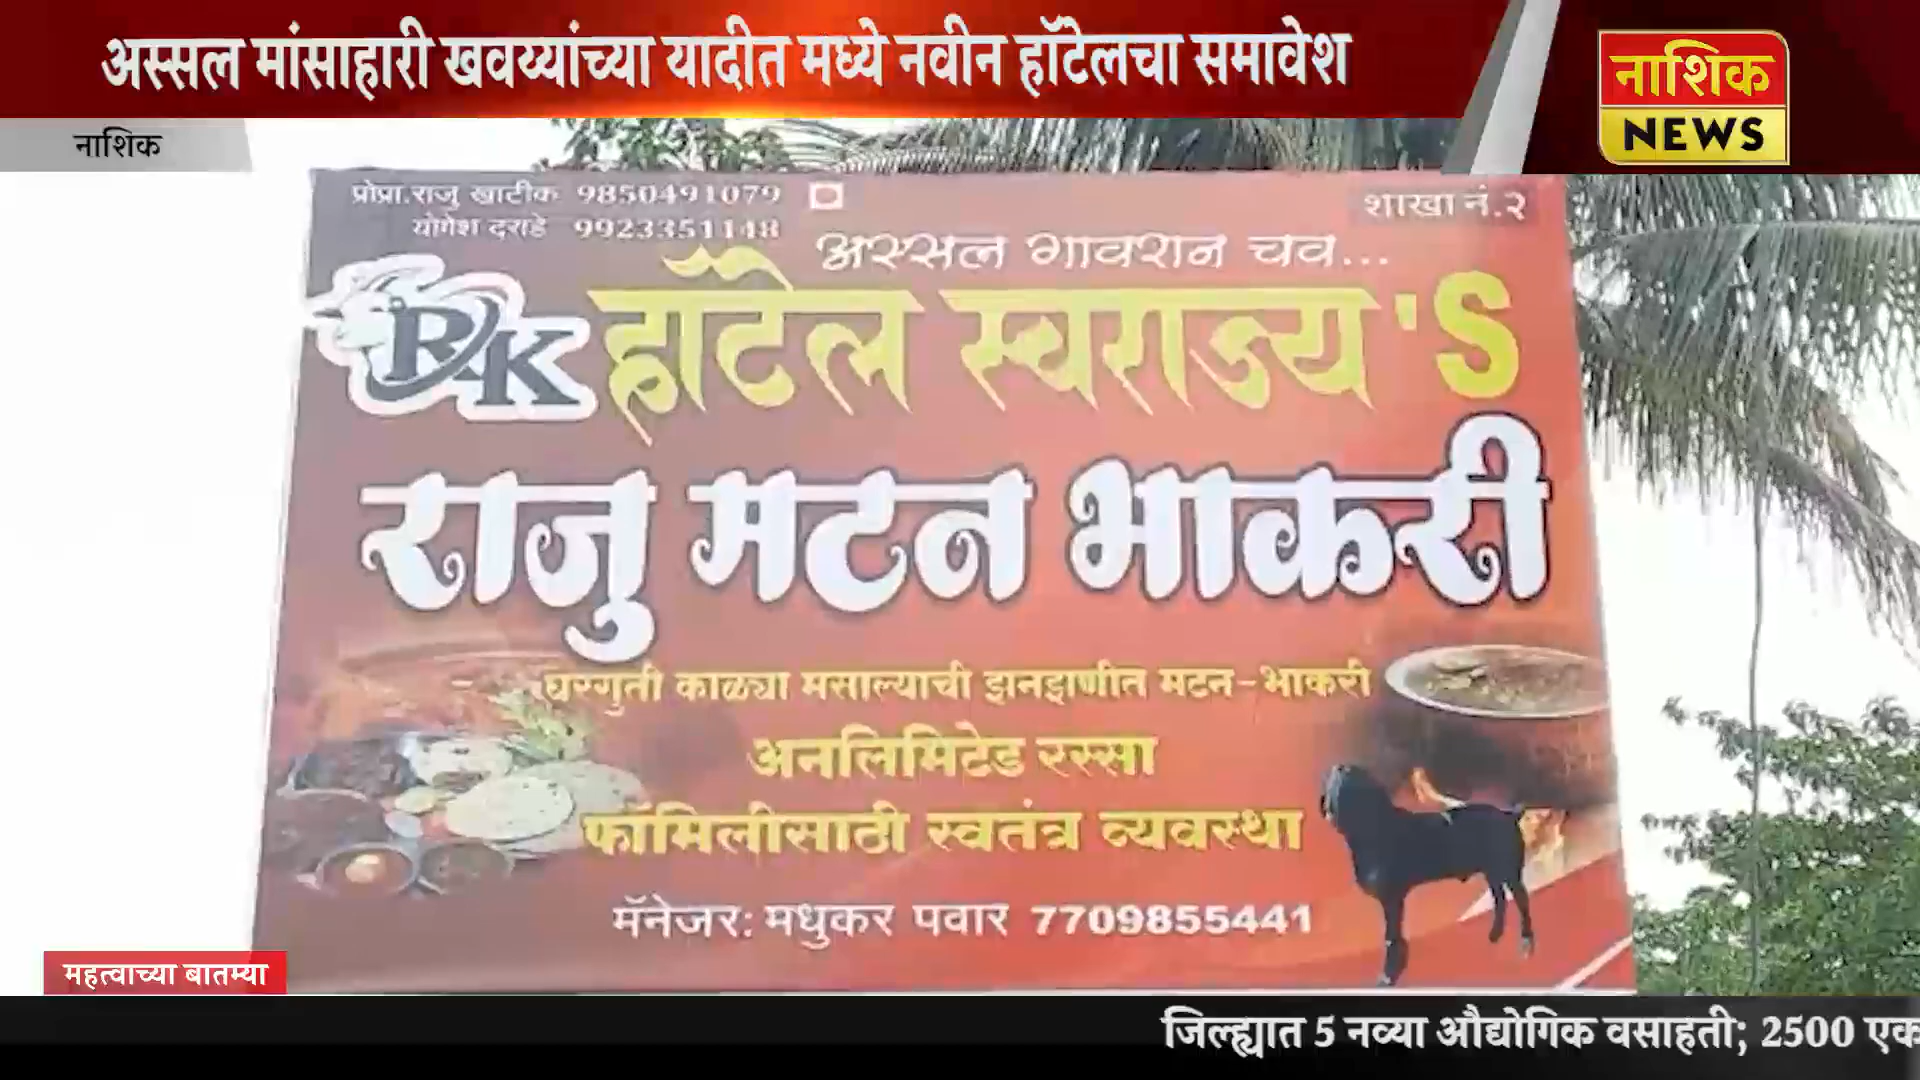 अस्सल मांसाहारी खवय्यांच्या यादीत मध्ये नवीन हॉटेलचा समावेश
नाशिक
NEWS
नाशिक
प्रोप्रा.राजु खाटीक 9850491079
योगेश दराडे 9923351148
शाखा नं.२
अस्सल गावरान चव...
RK हॉटेल स्वराज्य'S
राजु मटन भाकरी
घरगुती काळ्या मसाल्याची झनझणीत मटन-भाकरी
अनलिमिटेड रस्सा
फॅमिलीसाठी स्वतंत्र व्यवस्था
मॅनेजर: मधुकर पवार 7709855441
महत्वाच्या बातम्या
जिल्ह्यात 5 नव्या औद्योगिक वसाहती; 2500 एक